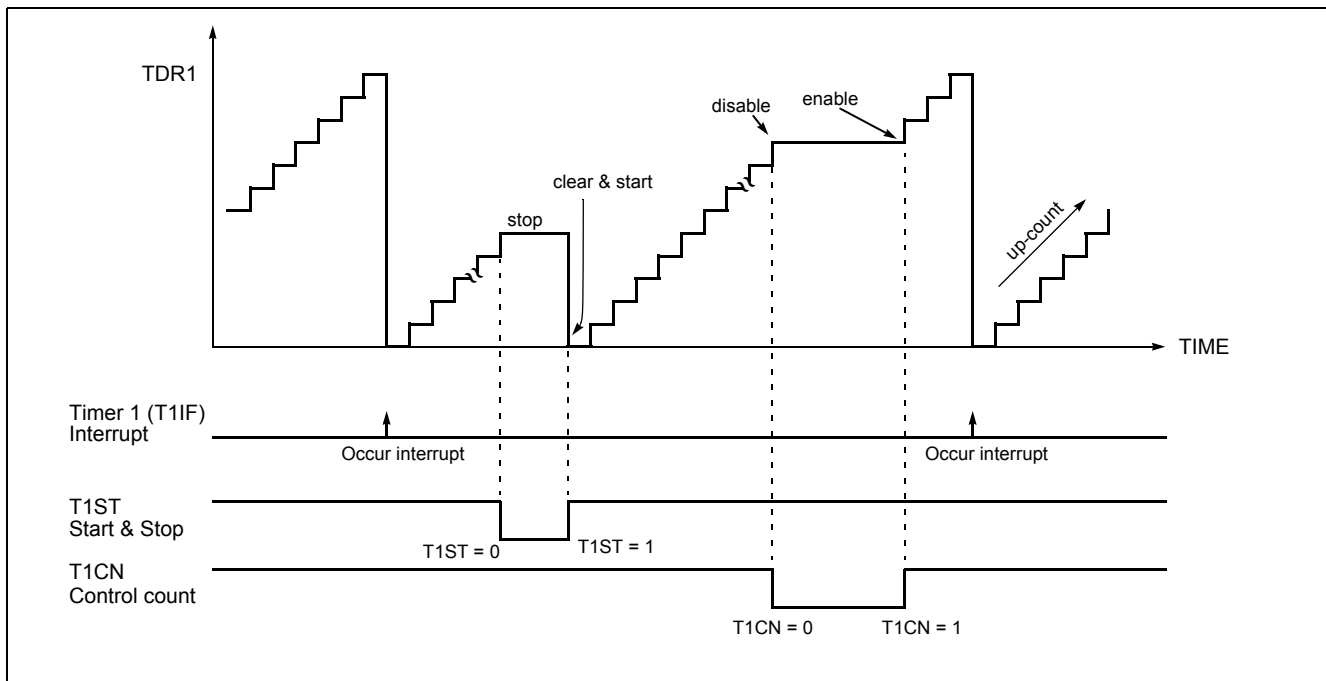 TDR1
disable
enable
clear & start
stop
up-count
TIME
Timer 1 (T1IF)
Interrupt
Occur interrupt
Occur interrupt
T1ST
Start & Stop
T1ST = 0
T1ST = 1
T1CN
Control count
T1CN = 0
T1CN = 1